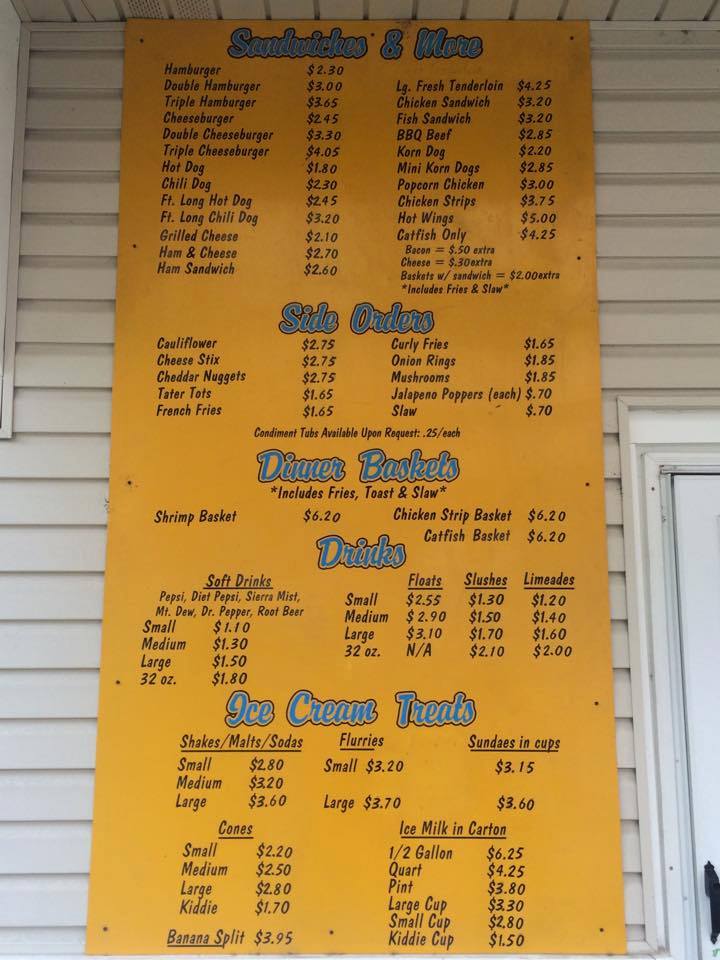 Sandwiches & More
Hamburger $2.30
Double Hamburger $3.00
Triple Hamburger $3.65
Cheeseburger $2.45
Double Cheeseburger $3.30
Triple Cheeseburger $4.05
Hot Dog $1.80
Chili Dog $2.30
Ft. Long Hot Dog $2.45
Ft. Long Chili Dog $3.20
Grilled Cheese $2.10
Ham & Cheese $2.70
Ham Sandwich $2.60
Lg. Fresh Tenderloin $4.25
Chicken Sandwich $3.20
Fish Sandwich $3.20
BBQ Beef $2.85
Korn Dog $2.20
Mini Korn Dogs $2.85
Popcorn Chicken $3.00
Chicken Strips $3.75
Hot Wings $5.00
Catfish Only $4.25
Bacon = $.50 extra
Cheese = $.30extra
Baskets w/ sandwich = $2.00extra
*Includes Fries & Slaw*
Side Orders
Cauliflower $2.75
Cheese Stix $2.75
Cheddar Nuggets $2.75
Tater Tots $1.65
French Fries $1.65
Curly Fries $1.65
Onion Rings $1.85
Mushrooms $1.85
Jalapeno Poppers (each) $.70
Slaw $.70
Condiment Tubs Available Upon Request: .25/each
Dinner Baskets
*Includes Fries, Toast & Slaw*
Shrimp Basket $6.20
Chicken Strip Basket $6.20
Catfish Basket $6.20
Drinks
Soft Drinks
Pepsi, Diet Pepsi, Sierra Mist,
Mt. Dew, Dr. Pepper, Root Beer
Small $1.10
Medium $1.30
Large $1.50
32 oz. $1.80
Floats Slushes Limeades
Small $2.55 $1.30 $1.20
Medium $2.90 $1.50 $1.40
Large $3.10 $1.70 $1.60
32 oz. N/A $2.10 $2.00
Ice Cream Treats
Shakes/Malts/Sodas
Small $2.80
Medium $3.20
Large $3.60
Flurries
Small $3.20
Large $3.70
Sundaes in cups
$3.15
$3.60
Cones
Small $2.20
Medium $2.50
Large $2.80
Kiddie $1.70
Banana Split $3.95
Ice Milk in Carton
1/2 Gallon $6.25
Quart $4.25
Pint $3.80
Large Cup $3.30
Small Cup $2.80
Kiddie Cup $1.50